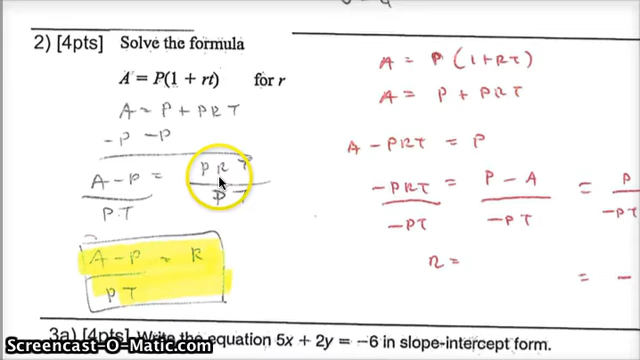 2) [4pts] Solve the formula
A = P(1 + rt) for r
A = P + PRT
-P -P
A-P = PRT
PT PT
A-P = R
PT
A = P (1+RT)
A = P + PRT
A - PRT = P
-PRT = P-A = P
-PT -PT -PT
R = = -
3a) [4pts] Write the equation 5x + 2y = -6 in slope-intercept form.
Screencast-O-Matic.com